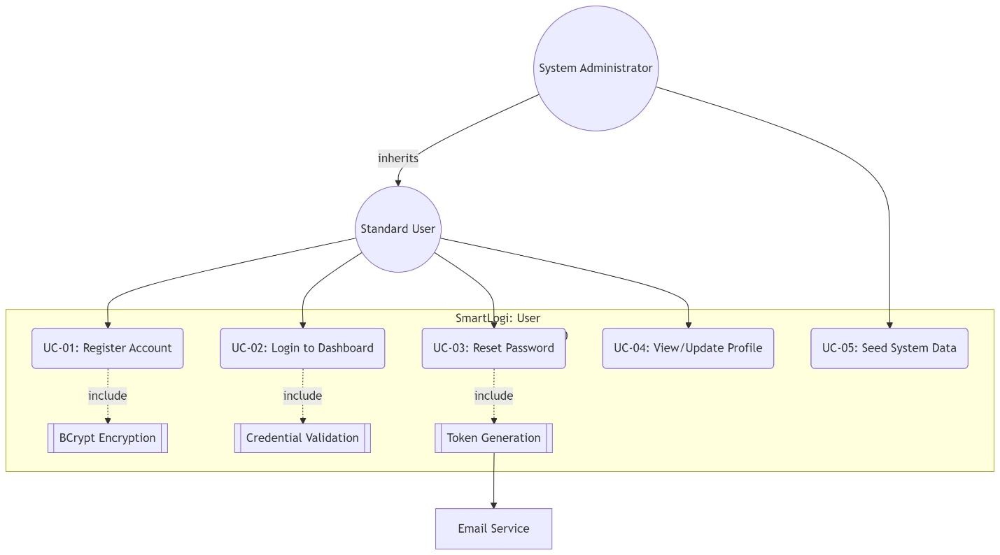 System Administrator
inherits
Standard User
SmartLogi: User
UC-01: Register Account
UC-02: Login to Dashboard
UC-03: Reset Password
)
UC-04: View/Update Profile
UC-05: Seed System Data
include
include
include
BCrypt Encryption
Credential Validation
Token Generation
Email Service